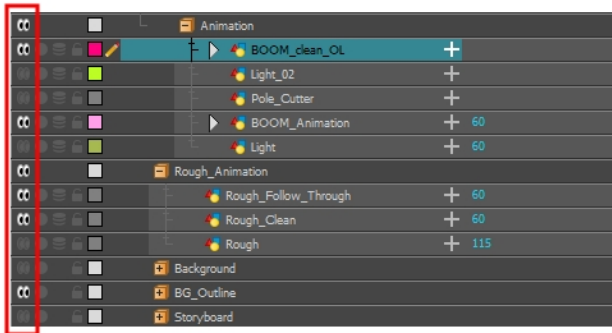 Animation
BOOM_clean_OL
Light_02
Pole_Cutter
BOOM_Animation 60
Light 60
Rough_Animation
Rough_Follow_Through 60
Rough_Clean 60
Rough 115
Background
BG_Outline
Storyboard